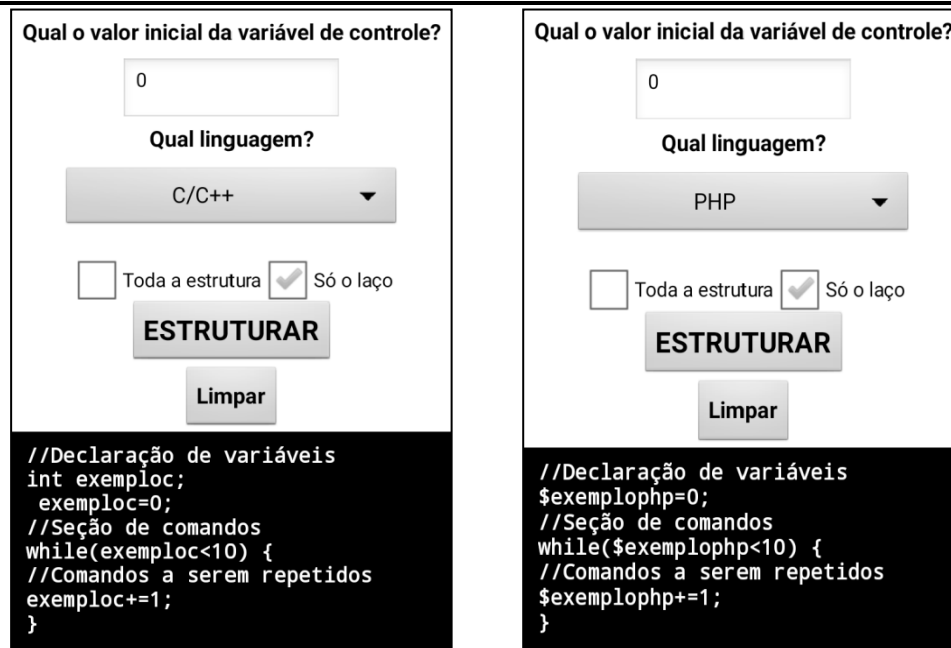 Qual o valor inicial da variável de controle?
0
Qual linguagem?
C/C++
Toda a estrutura Só o laço
ESTRUTURAR
Limpar
//Declaração de variáveis
int exemploc;
 exemploc=0;
//Seção de comandos
while(exemploc<10) {
//Comandos a serem repetidos
exemploc+=1;
}
Qual o valor inicial da variável de controle?
0
Qual linguagem?
PHP
Toda a estrutura Só o laço
ESTRUTURAR
Limpar
//Declaração de variáveis
$exemplophp=0;
//Seção de comandos
while($exemplophp<10) {
//Comandos a serem repetidos
$exemplophp+=1;
}